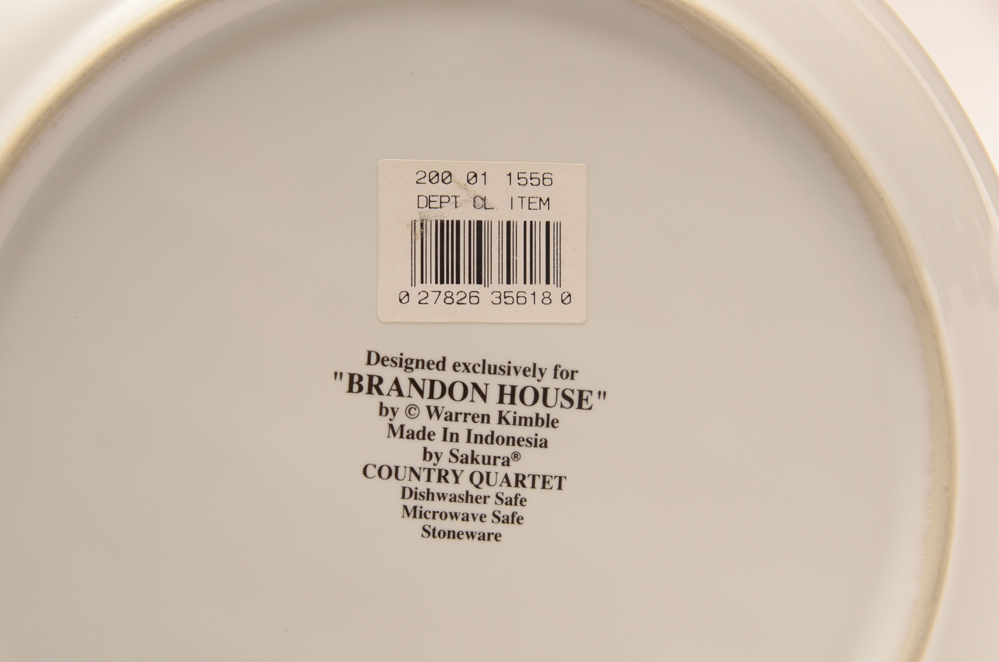 200 01 1556
DEPT CL ITEM
0 27826 35618 0
Designed exclusively for
"BRANDON HOUSE"
by © Warren Kimble
Made In Indonesia
by Sakura®
COUNTRY QUARTET
Dishwasher Safe
Microwave Safe
Stoneware